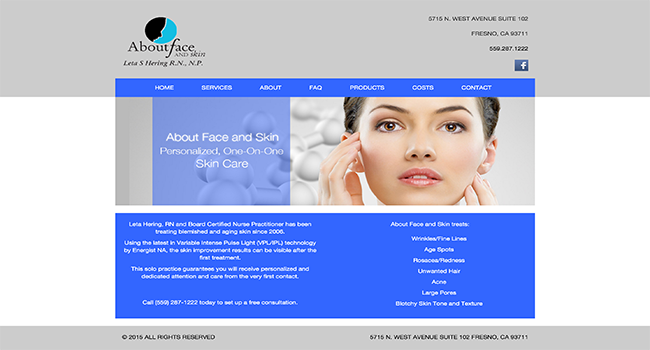 About face
AND skin
Leta S Hering R.N., N.P.
5715 N. WEST AVENUE SUITE 102
FRESNO, CA 93711
559.287.1222
f
HOME SERVICES ABOUT FAQ PRODUCTS COSTS CONTACT
About Face and Skin
Personalized, One-On-One
Skin Care
Leta Hering, RN and Board Certified Nurse Practitioner has been
treating blemished and aging skin since 2006.
Using the latest in Variable Intense Pulse Light (VPL/IPL) technology
by Energist NA, the skin improvement results can be visible after the
first treatment.
This solo practice guarantees you will receive personalized and
dedicated attention and care from the very first contact.
Call (559) 287-1222 today to set up a free consultation.
About Face and Skin treats:
Wrinkles/Fine Lines
Age Spots
Rosacea/Redness
Unwanted Hair
Acne
Large Pores
Blotchy Skin Tone and Texture
© 2015 ALL RIGHTS RESERVED
5715 N. WEST AVENUE SUITE 102 FRESNO, CA 93711